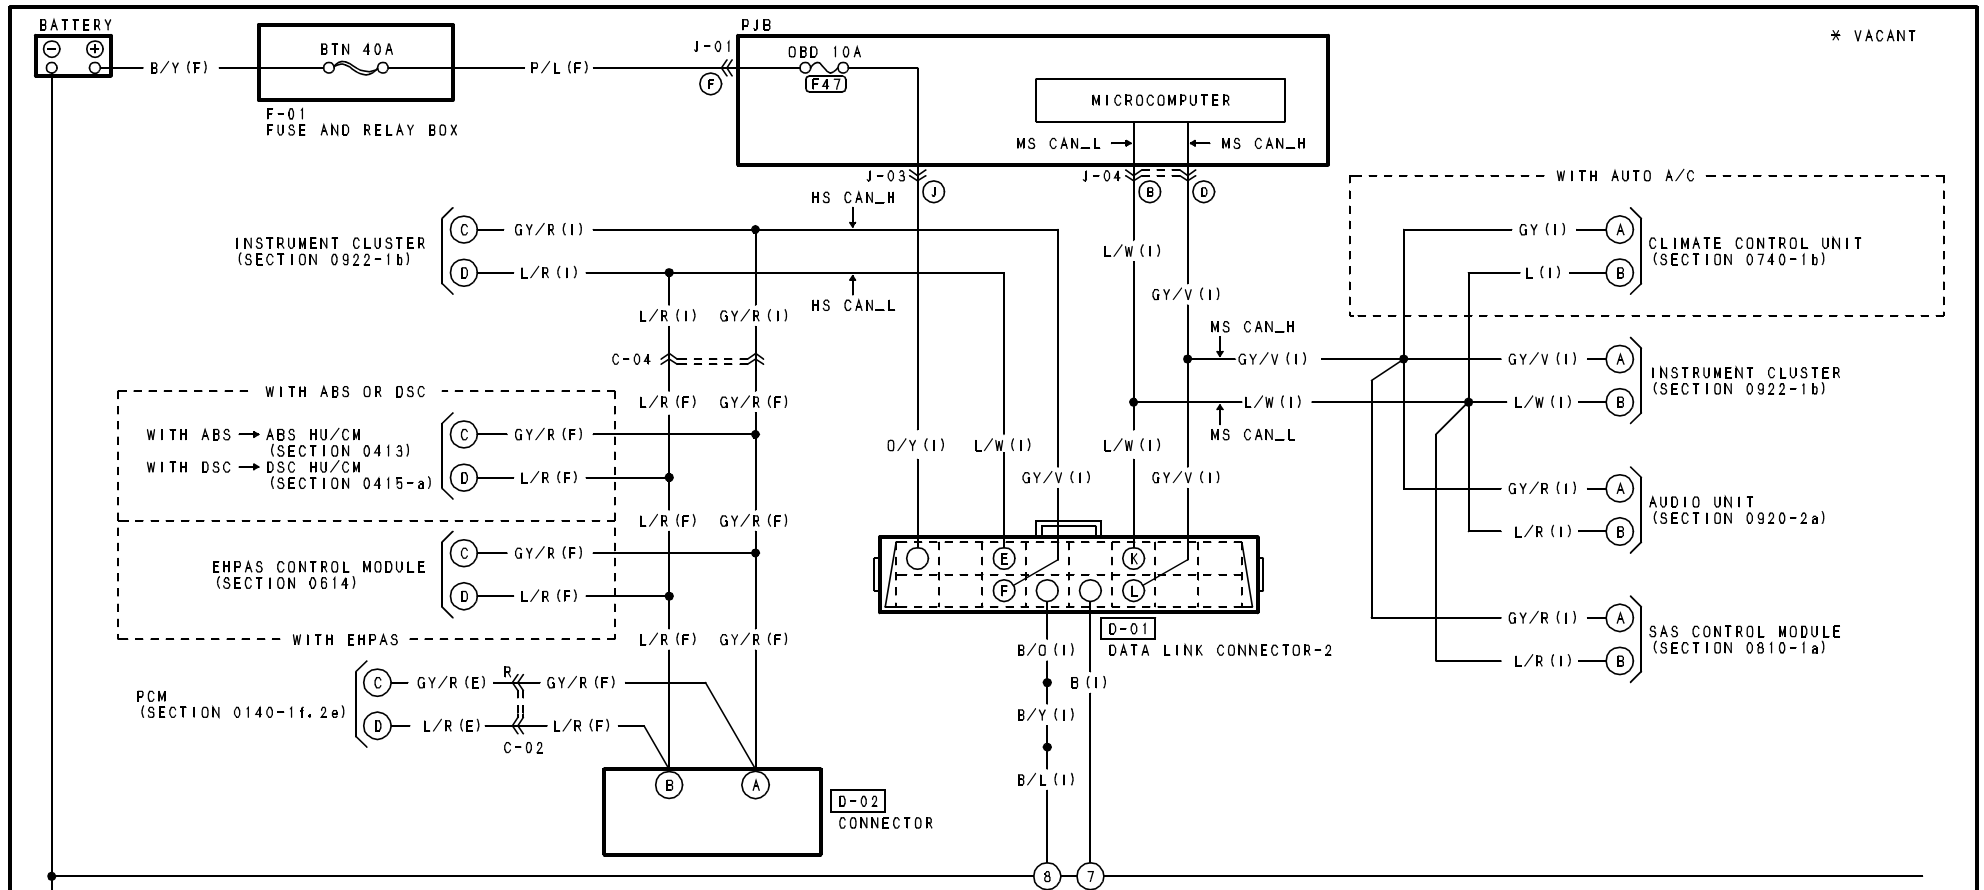 BATTERY
B/Y (F)
BTN 40A
F-01
FUSE AND RELAY BOX
P/L (F)
J-01
F
PJB
OBD 10A
F47
MICROCOMPUTER
MS CAN_L
MS CAN_H
* VACANT
J-03
J
J-04
B
D
HS CAN_H
INSTRUMENT CLUSTER
(SECTION 0922-1b)
C
GY/R (I)
D
L/R (I)
HS CAN_L
L/R (I)
GY/R (I)
C-04
L/W (I)
GY/V (I)
WITH AUTO A/C
GY (I)
A
L (I)
B
CLIMATE CONTROL UNIT
(SECTION 0740-1b)
MS CAN_H
GY/V (I)
GY/V (I)
A
L/W (I)
L/W (I)
B
MS CAN_L
INSTRUMENT CLUSTER
(SECTION 0922-1b)
WITH ABS OR DSC
WITH ABS
ABS HU/CM
(SECTION 0413)
WITH DSC
DSC HU/CM
(SECTION 0415-a)
C
GY/R (F)
D
L/R (F)
L/R (F)
GY/R (F)
O/Y (I)
L/W (I)
GY/V (I)
L/W (I)
GY/V (I)
GY/R (I)
A
L/R (I)
B
AUDIO UNIT
(SECTION 0920-2a)
L/R (F)
GY/R (F)
EHPAS CONTROL MODULE
(SECTION 0614)
C
GY/R (F)
D
L/R (F)
WITH EHPAS
L/R (F)
GY/R (F)
E
K
F
L
D-01
DATA LINK CONNECTOR-2
GY/R (I)
A
L/R (I)
B
SAS CONTROL MODULE
(SECTION 0810-1a)
PCM
(SECTION 0140-1f.2e)
C
GY/R (E)
R
GY/R (F)
D
L/R (E)
L/R (F)
C-02
B/O (I)
B (I)
B/Y (I)
B/L (I)
B
A
D-02
CONNECTOR
8
7